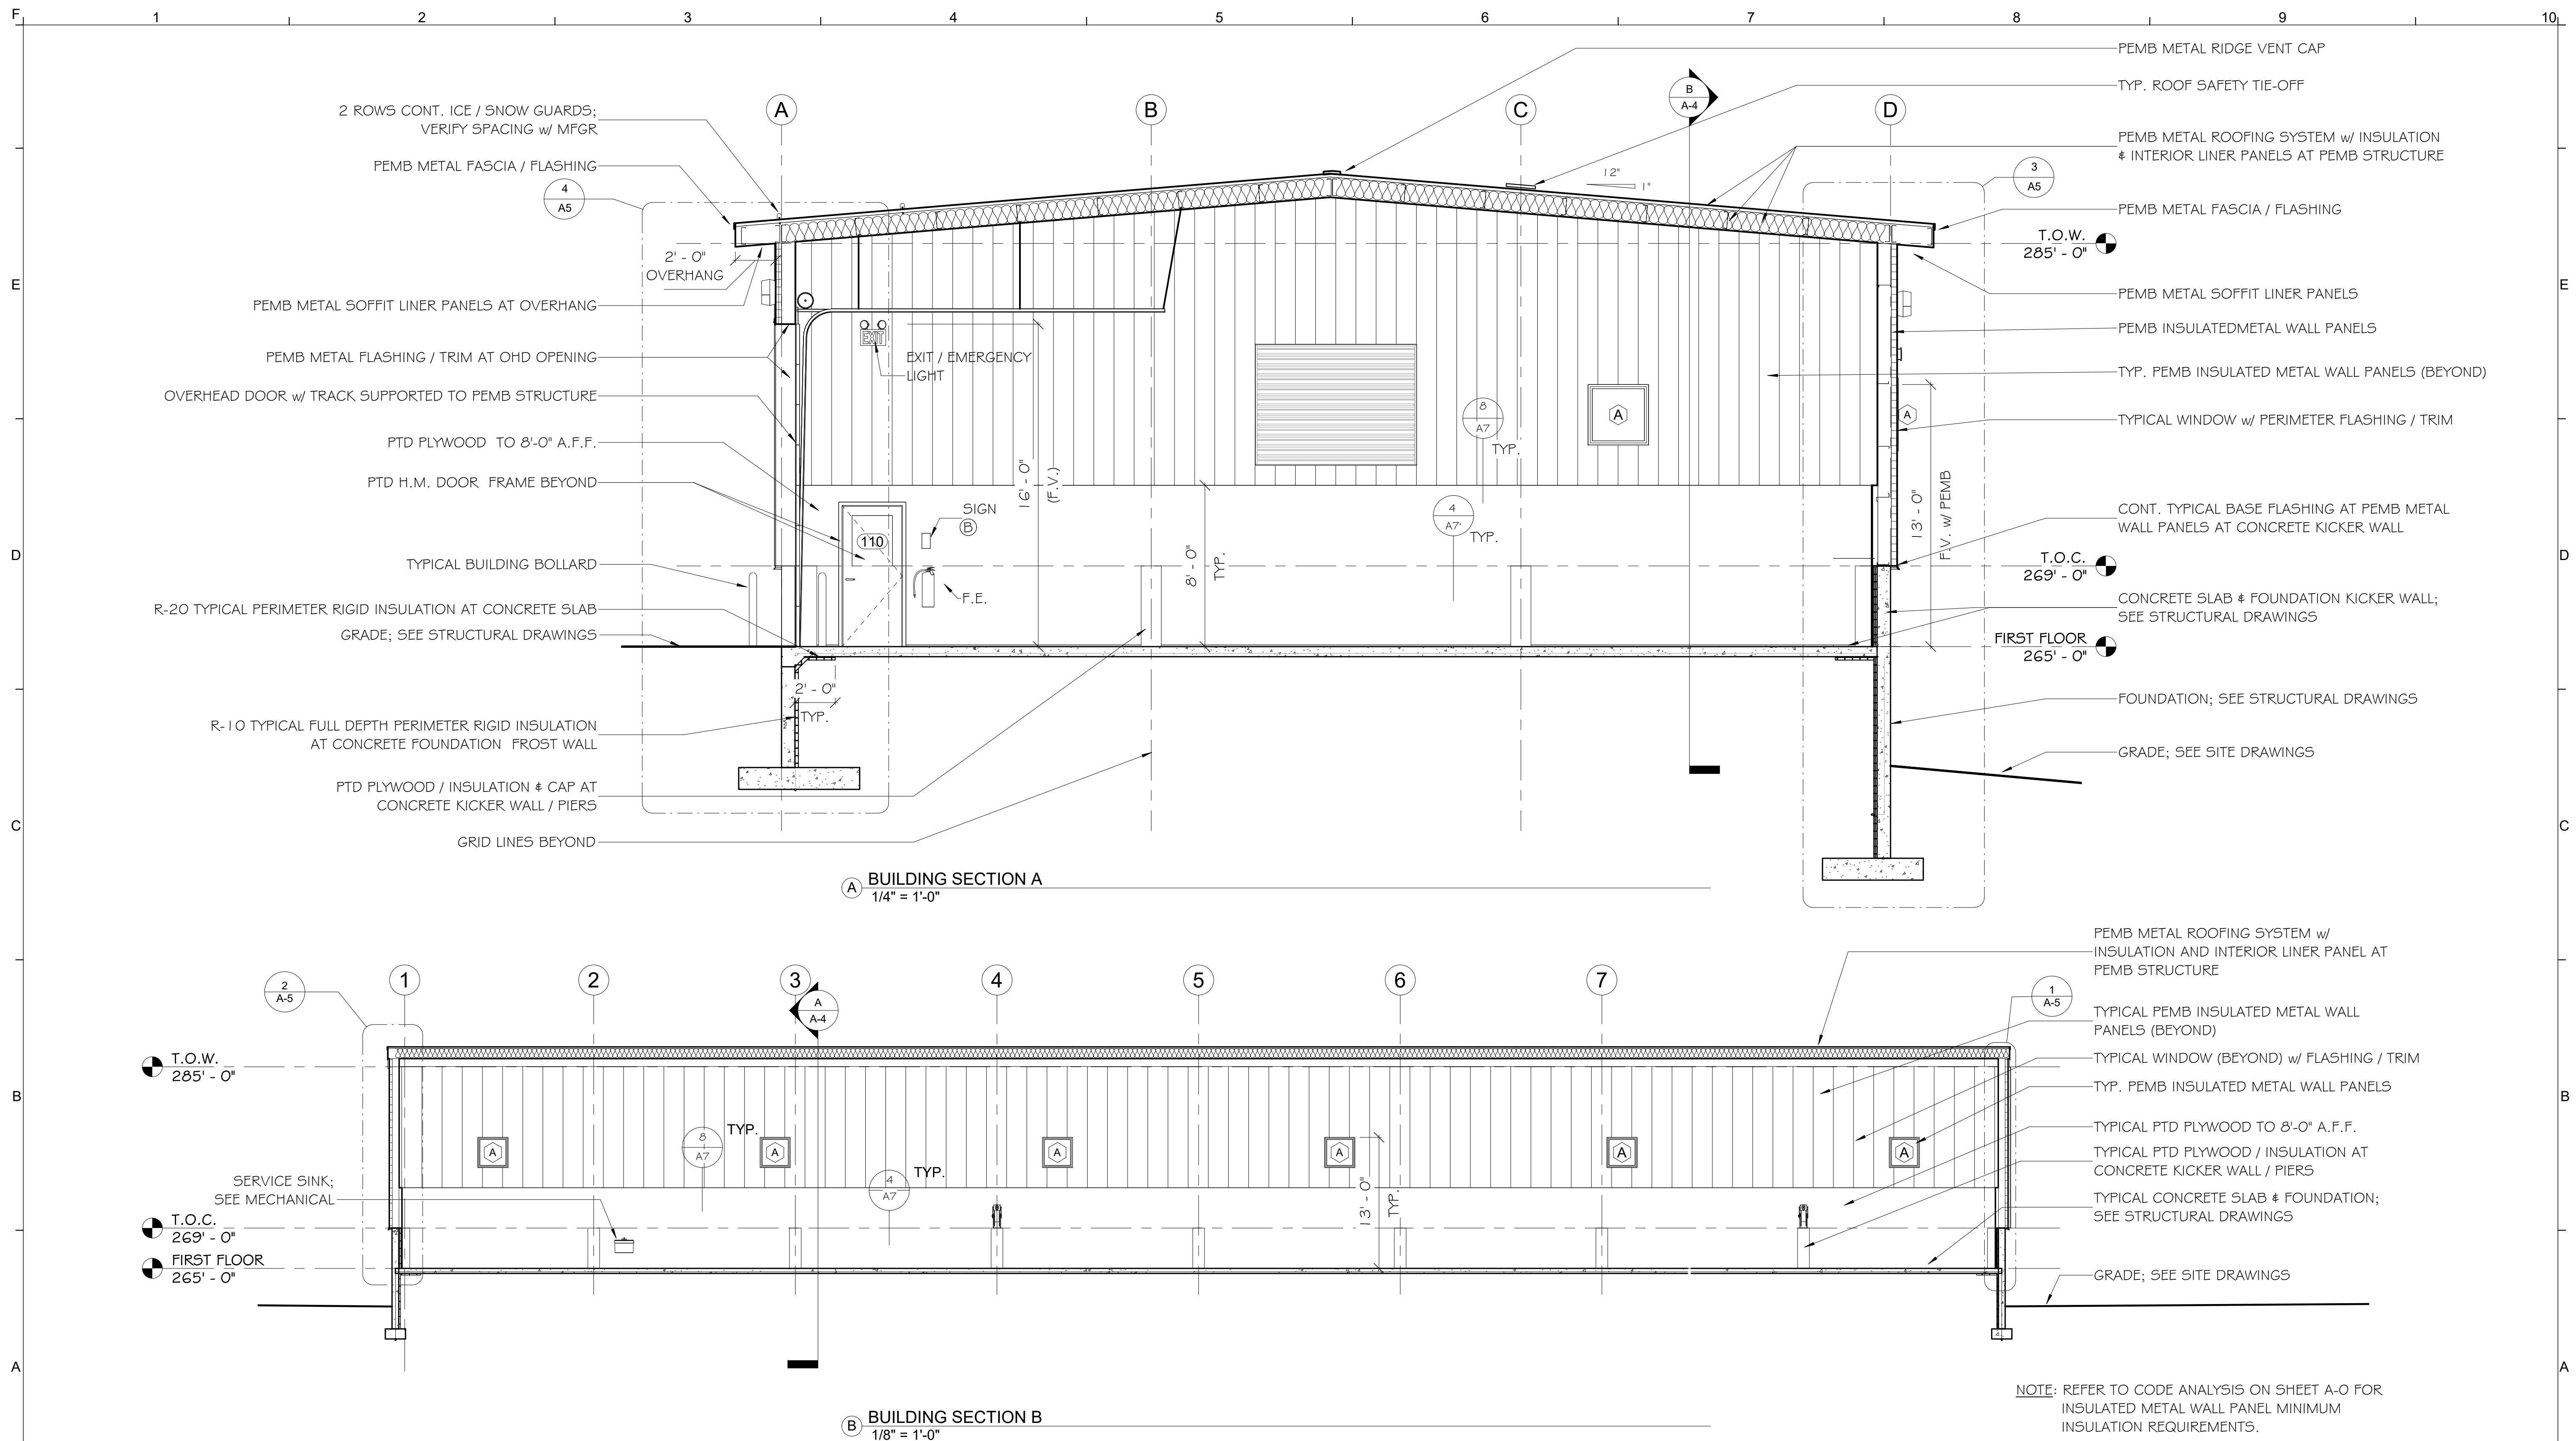 F 1 2 3 4 5 6 7 8 9 10
PEMB METAL RIDGE VENT CAP
TYP. ROOF SAFETY TIE-OFF
PEMB METAL ROOFING SYSTEM w/ INSULATION
& INTERIOR LINER PANELS AT PEMB STRUCTURE
3
A5
PEMB METAL FASCIA / FLASHING
T.O.W.
285' - 0"
PEMB METAL SOFFIT LINER PANELS
PEMB INSULATEDMETAL WALL PANELS
TYP. PEMB INSULATED METAL WALL PANELS (BEYOND)
TYPICAL WINDOW w/ PERIMETER FLASHING / TRIM
CONT. TYPICAL BASE FLASHING AT PEMB METAL
WALL PANELS AT CONCRETE KICKER WALL
T.O.C.
269' - 0"
CONCRETE SLAB & FOUNDATION KICKER WALL;
SEE STRUCTURAL DRAWINGS
FIRST FLOOR
265' - 0"
FOUNDATION; SEE STRUCTURAL DRAWINGS
GRADE; SEE SITE DRAWINGS
A B C D
B
A-4
12"
1"
2 ROWS CONT. ICE / SNOW GUARDS;
VERIFY SPACING w/ MFGR
PEMB METAL FASCIA / FLASHING
4
A5
2' - 0"
OVERHANG
PEMB METAL SOFFIT LINER PANELS AT OVERHANG
PEMB METAL FLASHING / TRIM AT OHD OPENING
OVERHEAD DOOR w/ TRACK SUPPORTED TO PEMB STRUCTURE
PTD PLYWOOD TO 8'-0" A.F.F.
PTD H.M. DOOR FRAME BEYOND
TYPICAL BUILDING BOLLARD
R-20 TYPICAL PERIMETER RIGID INSULATION AT CONCRETE SLAB
GRADE; SEE STRUCTURAL DRAWINGS
R-10 TYPICAL FULL DEPTH PERIMETER RIGID INSULATION
AT CONCRETE FOUNDATION FROST WALL
PTD PLYWOOD / INSULATION & CAP AT
CONCRETE KICKER WALL / PIERS
GRID LINES BEYOND
EXIT
EXIT / EMERGENCY
LIGHT
16' - 0"
(F.V.)
SIGN
B
110
F.E.
8' - 0"
TYP.
8
A7
TYP.
4
A7
TYP.
A
A
13' - 0"
F.V. w/ PEMB
2' - 0"
TYP.
A BUILDING SECTION A
1/4" = 1'-0"
1 2 3 4 5 6 7
2
A-5
A
A-4
1
A-5
PEMB METAL ROOFING SYSTEM w/
INSULATION AND INTERIOR LINER PANEL AT
PEMB STRUCTURE
TYPICAL PEMB INSULATED METAL WALL
PANELS (BEYOND)
TYPICAL WINDOW (BEYOND) w/ FLASHING / TRIM
TYP. PEMB INSULATED METAL WALL PANELS
TYPICAL PTD PLYWOOD TO 8'-0" A.F.F.
TYPICAL PTD PLYWOOD / INSULATION AT
CONCRETE KICKER WALL / PIERS
TYPICAL CONCRETE SLAB & FOUNDATION;
SEE STRUCTURAL DRAWINGS
GRADE; SEE SITE DRAWINGS
T.O.W.
285' - 0"
A A A A A A
8
A7
TYP.
4
A7
TYP.
13' - 0"
TYP.
SERVICE SINK;
SEE MECHANICAL
T.O.C.
269' - 0"
FIRST FLOOR
265' - 0"
B BUILDING SECTION B
1/8" = 1'-0"
NOTE: REFER TO CODE ANALYSIS ON SHEET A-0 FOR
INSULATED METAL WALL PANEL MINIMUM
INSULATION REQUIREMENTS.
E E
D D
C C
B B
A A